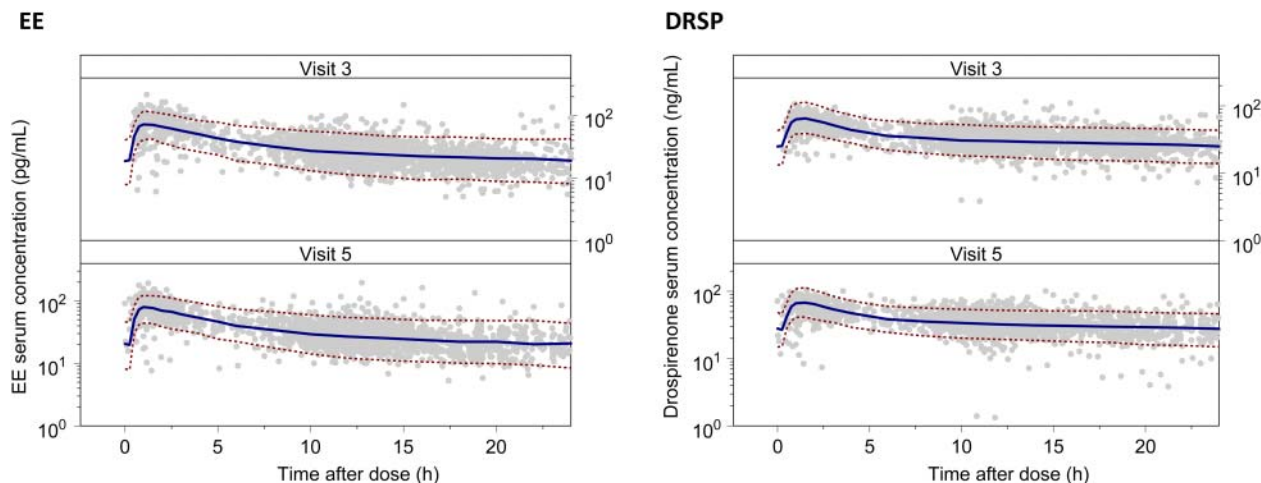 EE
EE serum concentration (pg/mL)
Visit 3
10²
10¹
10⁰
Visit 5
10²
10¹
10⁰
0 5 10 15 20
Time after dose (h)
DRSP
Drospirenone serum concentration (ng/mL)
Visit 3
10²
10¹
10⁰
Visit 5
10²
10¹
10⁰
0 5 10 15 20
Time after dose (h)